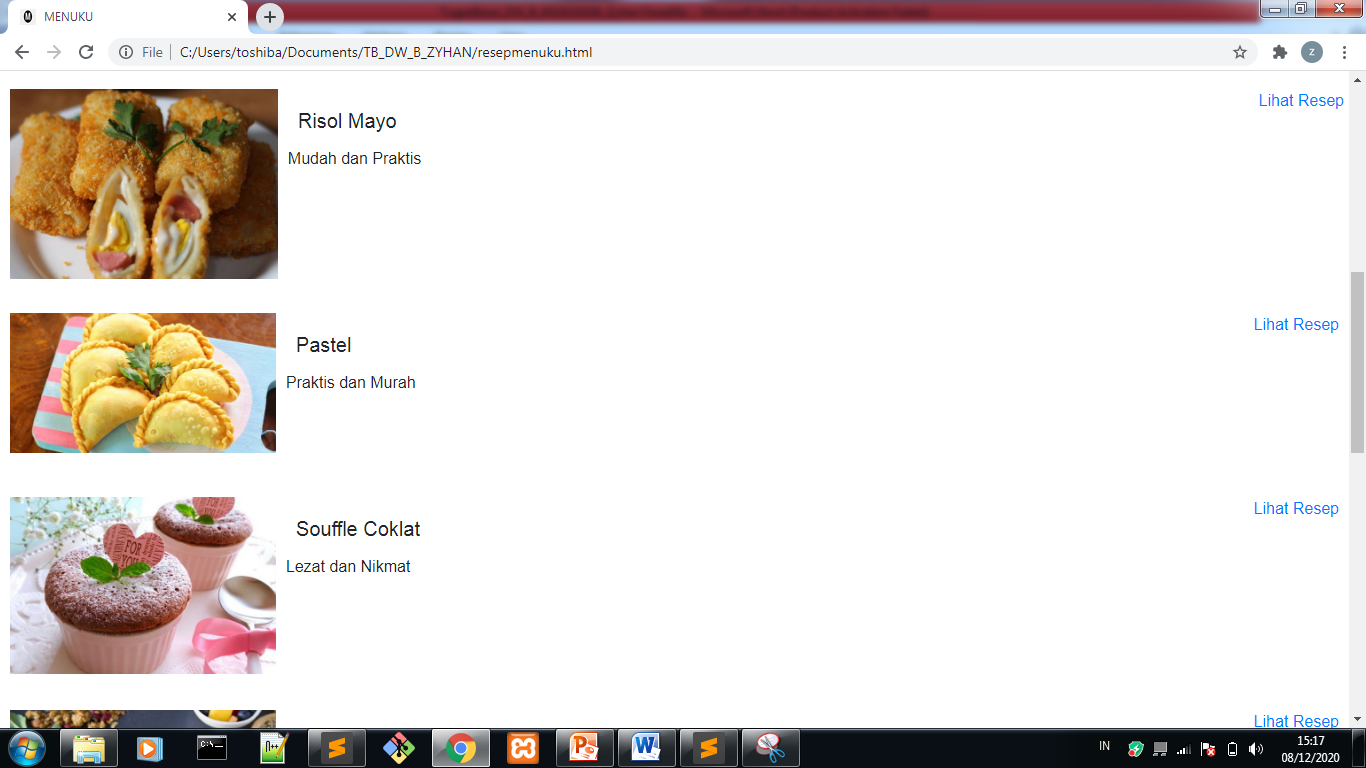 MENUKU
File
C:/Users/toshiba/Documents/TB_DW_B_ZYHAN/resepmenuku.html
z
Risol Mayo
Lihat Resep
Mudah dan Praktis
Pastel
Lihat Resep
Praktis dan Murah
FOR
YOU
Souffle Coklat
Lihat Resep
Lezat dan Nikmat
Lihat Resep
IN
15:17
08/12/2020